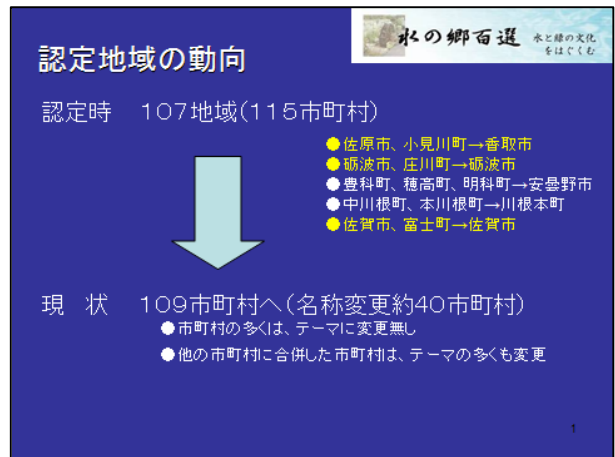 水の郷百選
水と緑の文化
をはぐくむ
認定地域の動向
認定時 107地域(115市町村)
●佐原市、小見川町→香取市
●砺波市、庄川町→砺波市
●豊科町、穂高町、明科町→安曇野市
●中川根町、本川根町→川根本町
●佐賀市、富士町→佐賀市
現 状 109市町村へ(名称変更約40市町村)
●市町村の多くは、テーマに変更無し
●他の市町村に合併した市町村は、テーマの多くも変更
1